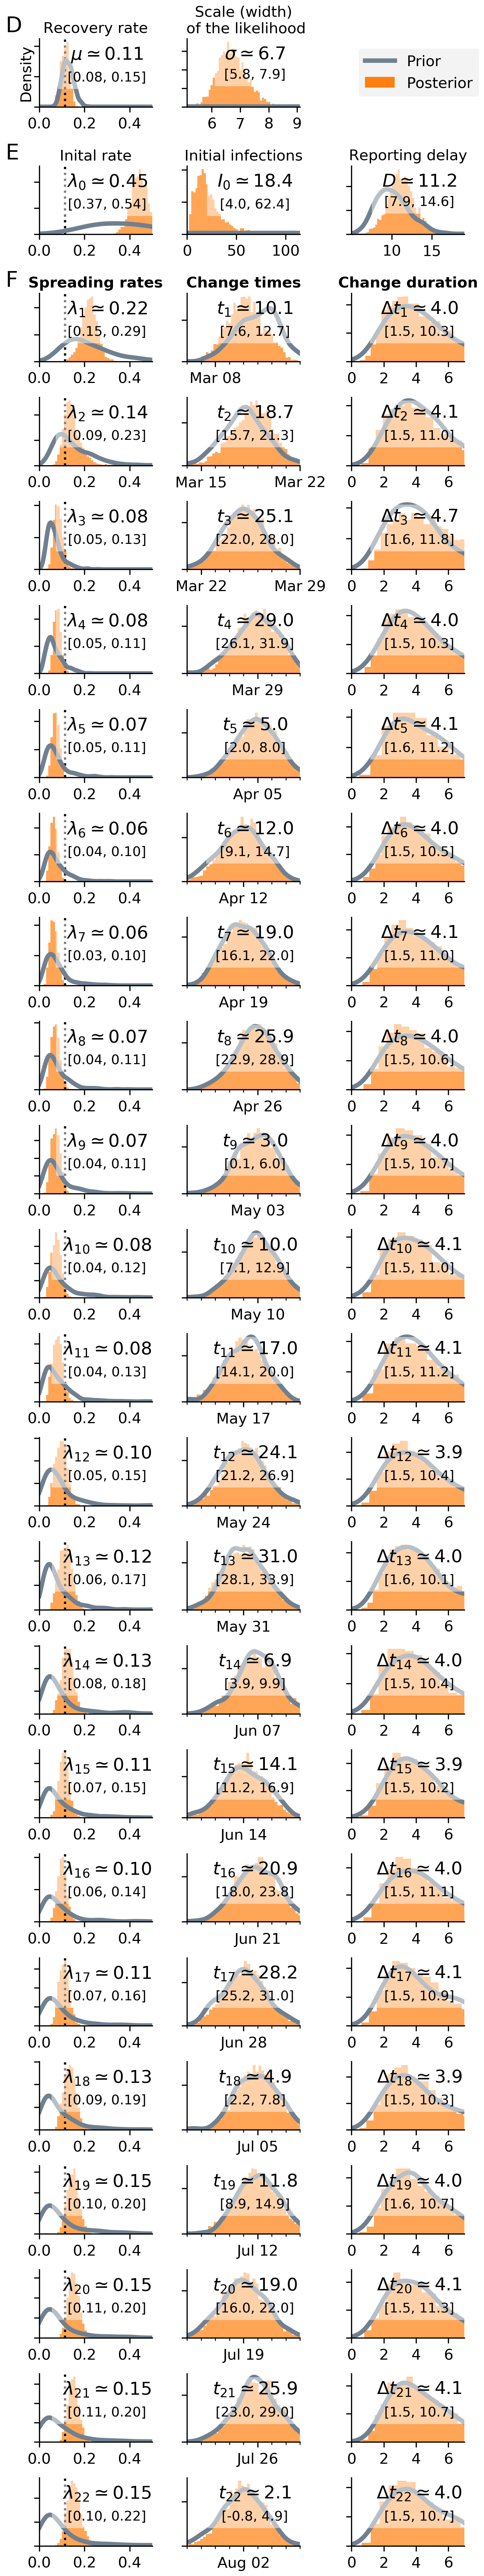 D
Recovery rate
Scale (width)
of the likelihood
Density
μ ≃ 0.11
[0.08, 0.15]
σ ≃ 6.7
[5.8, 7.9]
Prior
Posterior
0.0 0.2 0.4
6 7 8 9
E
Inital rate
Initial infections
Reporting delay
λ0 ≃ 0.45
[0.37, 0.54]
I0 ≃ 18.4
[4.0, 62.4]
D ≃ 11.2
[7.9, 14.6]
0.0 0.2 0.4
0 50 100
10 15
F
Spreading rates Change times Change duration
λ1 ≃ 0.22 t1 ≃ 10.1 Δt1 ≃ 4.0
[0.15, 0.29] [7.6, 12.7] [1.5, 10.3]
0.0 0.2 0.4 Mar 08 0 2 4 6
λ2 ≃ 0.14 t2 ≃ 18.7 Δt2 ≃ 4.1
[0.09, 0.23] [15.7, 21.3] [1.5, 11.0]
0.0 0.2 0.4 Mar 15 Mar 22 0 2 4 6
λ3 ≃ 0.08 t3 ≃ 25.1 Δt3 ≃ 4.7
[0.05, 0.13] [22.0, 28.0] [1.6, 11.8]
0.0 0.2 0.4 Mar 22 Mar 29 0 2 4 6
λ4 ≃ 0.08 t4 ≃ 29.0 Δt4 ≃ 4.0
[0.05, 0.11] [26.1, 31.9] [1.5, 10.3]
0.0 0.2 0.4 Mar 29 0 2 4 6
λ5 ≃ 0.07 t5 ≃ 5.0 Δt5 ≃ 4.1
[0.05, 0.11] [2.0, 8.0] [1.6, 11.2]
0.0 0.2 0.4 Apr 05 0 2 4 6
λ6 ≃ 0.06 t6 ≃ 12.0 Δt6 ≃ 4.0
[0.04, 0.10] [9.1, 14.7] [1.5, 10.5]
0.0 0.2 0.4 Apr 12 0 2 4 6
λ7 ≃ 0.06 t7 ≃ 19.0 Δt7 ≃ 4.1
[0.03, 0.10] [16.1, 22.0] [1.5, 11.0]
0.0 0.2 0.4 Apr 19 0 2 4 6
λ8 ≃ 0.07 t8 ≃ 25.9 Δt8 ≃ 4.0
[0.04, 0.11] [22.9, 28.9] [1.5, 10.6]
0.0 0.2 0.4 Apr 26 0 2 4 6
λ9 ≃ 0.07 t9 ≃ 3.0 Δt9 ≃ 4.0
[0.04, 0.11] [0.1, 6.0] [1.5, 10.7]
0.0 0.2 0.4 May 03 0 2 4 6
λ10 ≃ 0.08 t10 ≃ 10.0 Δt10 ≃ 4.1
[0.04, 0.12] [7.1, 12.9] [1.5, 11.0]
0.0 0.2 0.4 May 10 0 2 4 6
λ11 ≃ 0.08 t11 ≃ 17.0 Δt11 ≃ 4.1
[0.04, 0.13] [14.1, 20.0] [1.5, 11.2]
0.0 0.2 0.4 May 17 0 2 4 6
λ12 ≃ 0.10 t12 ≃ 24.1 Δt12 ≃ 3.9
[0.05, 0.15] [21.2, 26.9] [1.5, 10.4]
0.0 0.2 0.4 May 24 0 2 4 6
λ13 ≃ 0.12 t13 ≃ 31.0 Δt13 ≃ 4.0
[0.06, 0.17] [28.1, 33.9] [1.6, 10.1]
0.0 0.2 0.4 May 31 0 2 4 6
λ14 ≃ 0.13 t14 ≃ 6.9 Δt14 ≃ 4.0
[0.08, 0.18] [3.9, 9.9] [1.5, 10.4]
0.0 0.2 0.4 Jun 07 0 2 4 6
λ15 ≃ 0.11 t15 ≃ 14.1 Δt15 ≃ 3.9
[0.07, 0.15] [11.2, 16.9] [1.5, 10.2]
0.0 0.2 0.4 Jun 14 0 2 4 6
λ16 ≃ 0.10 t16 ≃ 20.9 Δt16 ≃ 4.0
[0.06, 0.14] [18.0, 23.8] [1.5, 11.1]
0.0 0.2 0.4 Jun 21 0 2 4 6
λ17 ≃ 0.11 t17 ≃ 28.2 Δt17 ≃ 4.1
[0.07, 0.16] [25.2, 31.0] [1.5, 10.9]
0.0 0.2 0.4 Jun 28 0 2 4 6
λ18 ≃ 0.13 t18 ≃ 4.9 Δt18 ≃ 3.9
[0.09, 0.19] [2.2, 7.8] [1.5, 10.3]
0.0 0.2 0.4 Jul 05 0 2 4 6
λ19 ≃ 0.15 t19 ≃ 11.8 Δt19 ≃ 4.0
[0.10, 0.20] [8.9, 14.9] [1.6, 10.7]
0.0 0.2 0.4 Jul 12 0 2 4 6
λ20 ≃ 0.15 t20 ≃ 19.0 Δt20 ≃ 4.1
[0.11, 0.20] [16.0, 22.0] [1.5, 11.3]
0.0 0.2 0.4 Jul 19 0 2 4 6
λ21 ≃ 0.15 t21 ≃ 25.9 Δt21 ≃ 4.1
[0.11, 0.20] [23.0, 29.0] [1.5, 10.7]
0.0 0.2 0.4 Jul 26 0 2 4 6
λ22 ≃ 0.15 t22 ≃ 2.1 Δt22 ≃ 4.0
[0.10, 0.22] [-0.8, 4.9] [1.5, 10.7]
0.0 0.2 0.4 Aug 02 0 2 4 6